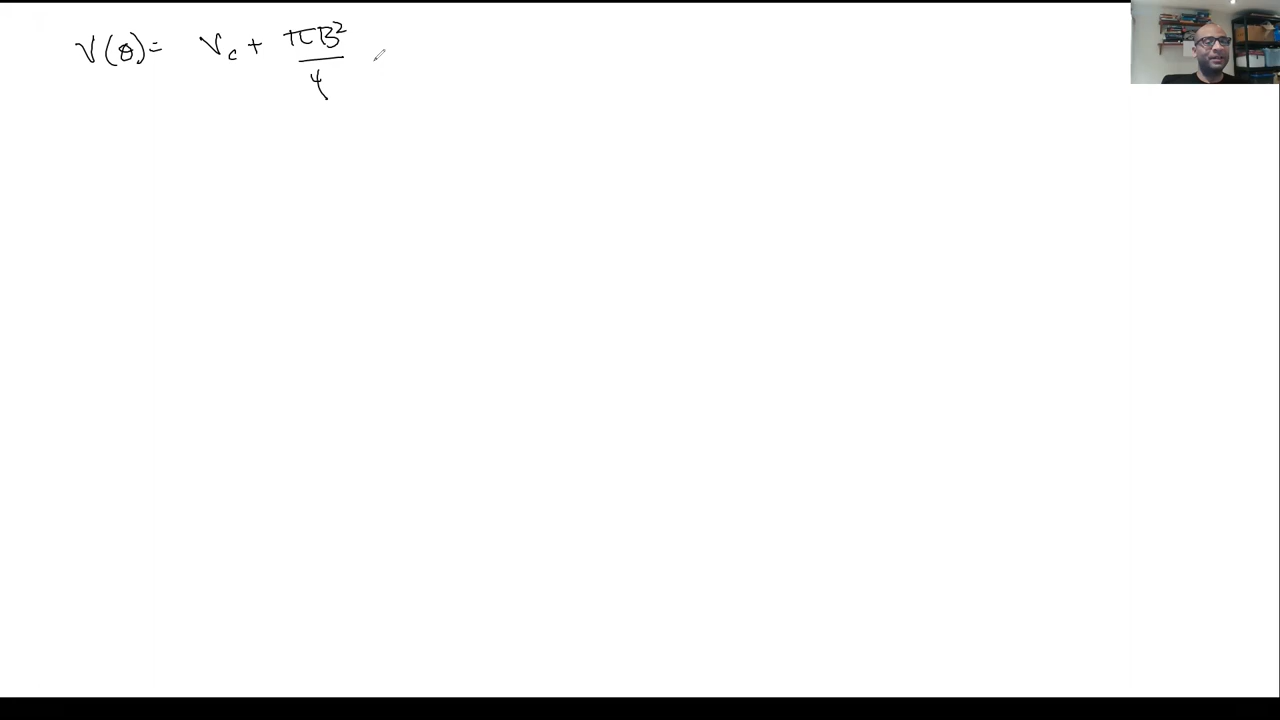 V(θ) = V_c + πB²/4